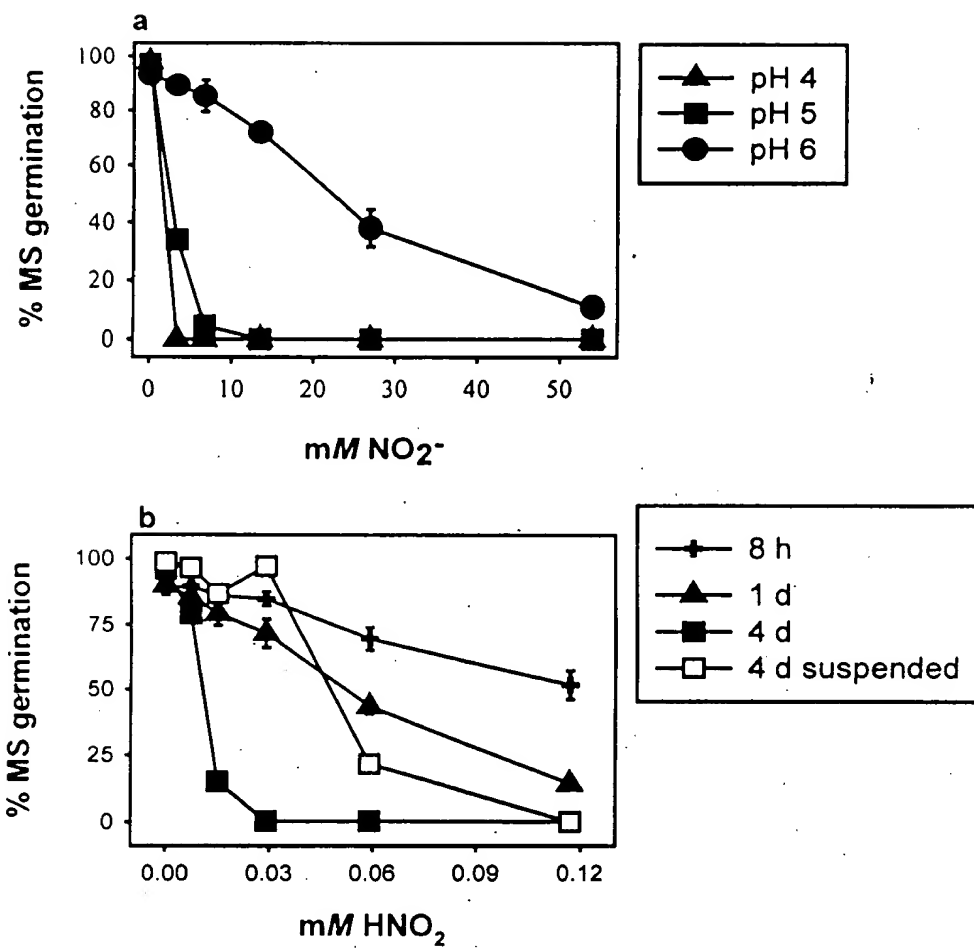 a
100
80
60
40
20
0
% MS germination
0 10 20 30 40 50
mM NO2-
pH 4
pH 5
pH 6
b
100
75
50
25
0
% MS germination
0.00 0.03 0.06 0.09 0.12
mM HNO2
8 h
1 d
4 d
4 d suspended